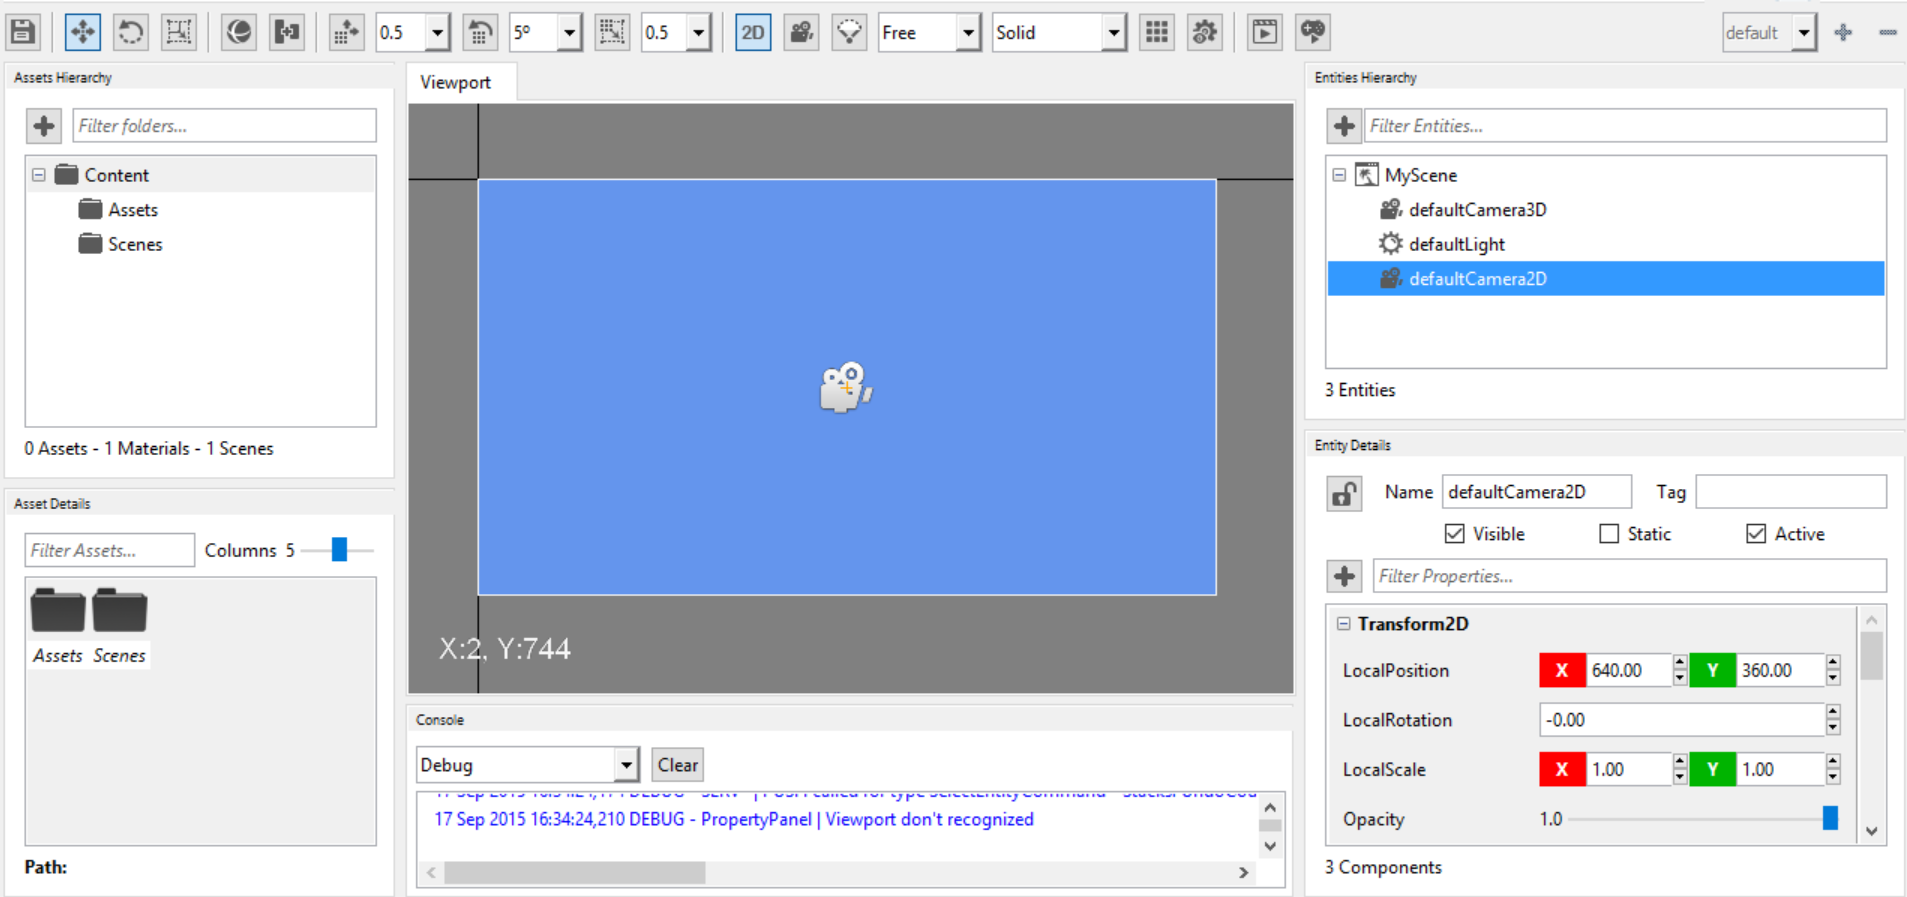 0.5 5º 0.5 2D Free Solid default
Assets Hierarchy
Filter folders...
Content
Assets
Scenes
0 Assets - 1 Materials - 1 Scenes
Asset Details
Filter Assets... Columns 5
Assets Scenes
Path:
Viewport
X:2, Y:744
Console
Debug Clear
17 Sep 2015 16:34:24,210 DEBUG - PropertyPanel | Viewport don't recognized
Entities Hierarchy
Filter Entities...
MyScene
defaultCamera3D
defaultLight
defaultCamera2D
3 Entities
Entity Details
Name defaultCamera2D Tag
Visible Static Active
Filter Properties...
Transform2D
LocalPosition X 640.00 Y 360.00
LocalRotation -0.00
LocalScale X 1.00 Y 1.00
Opacity 1.0
3 Components